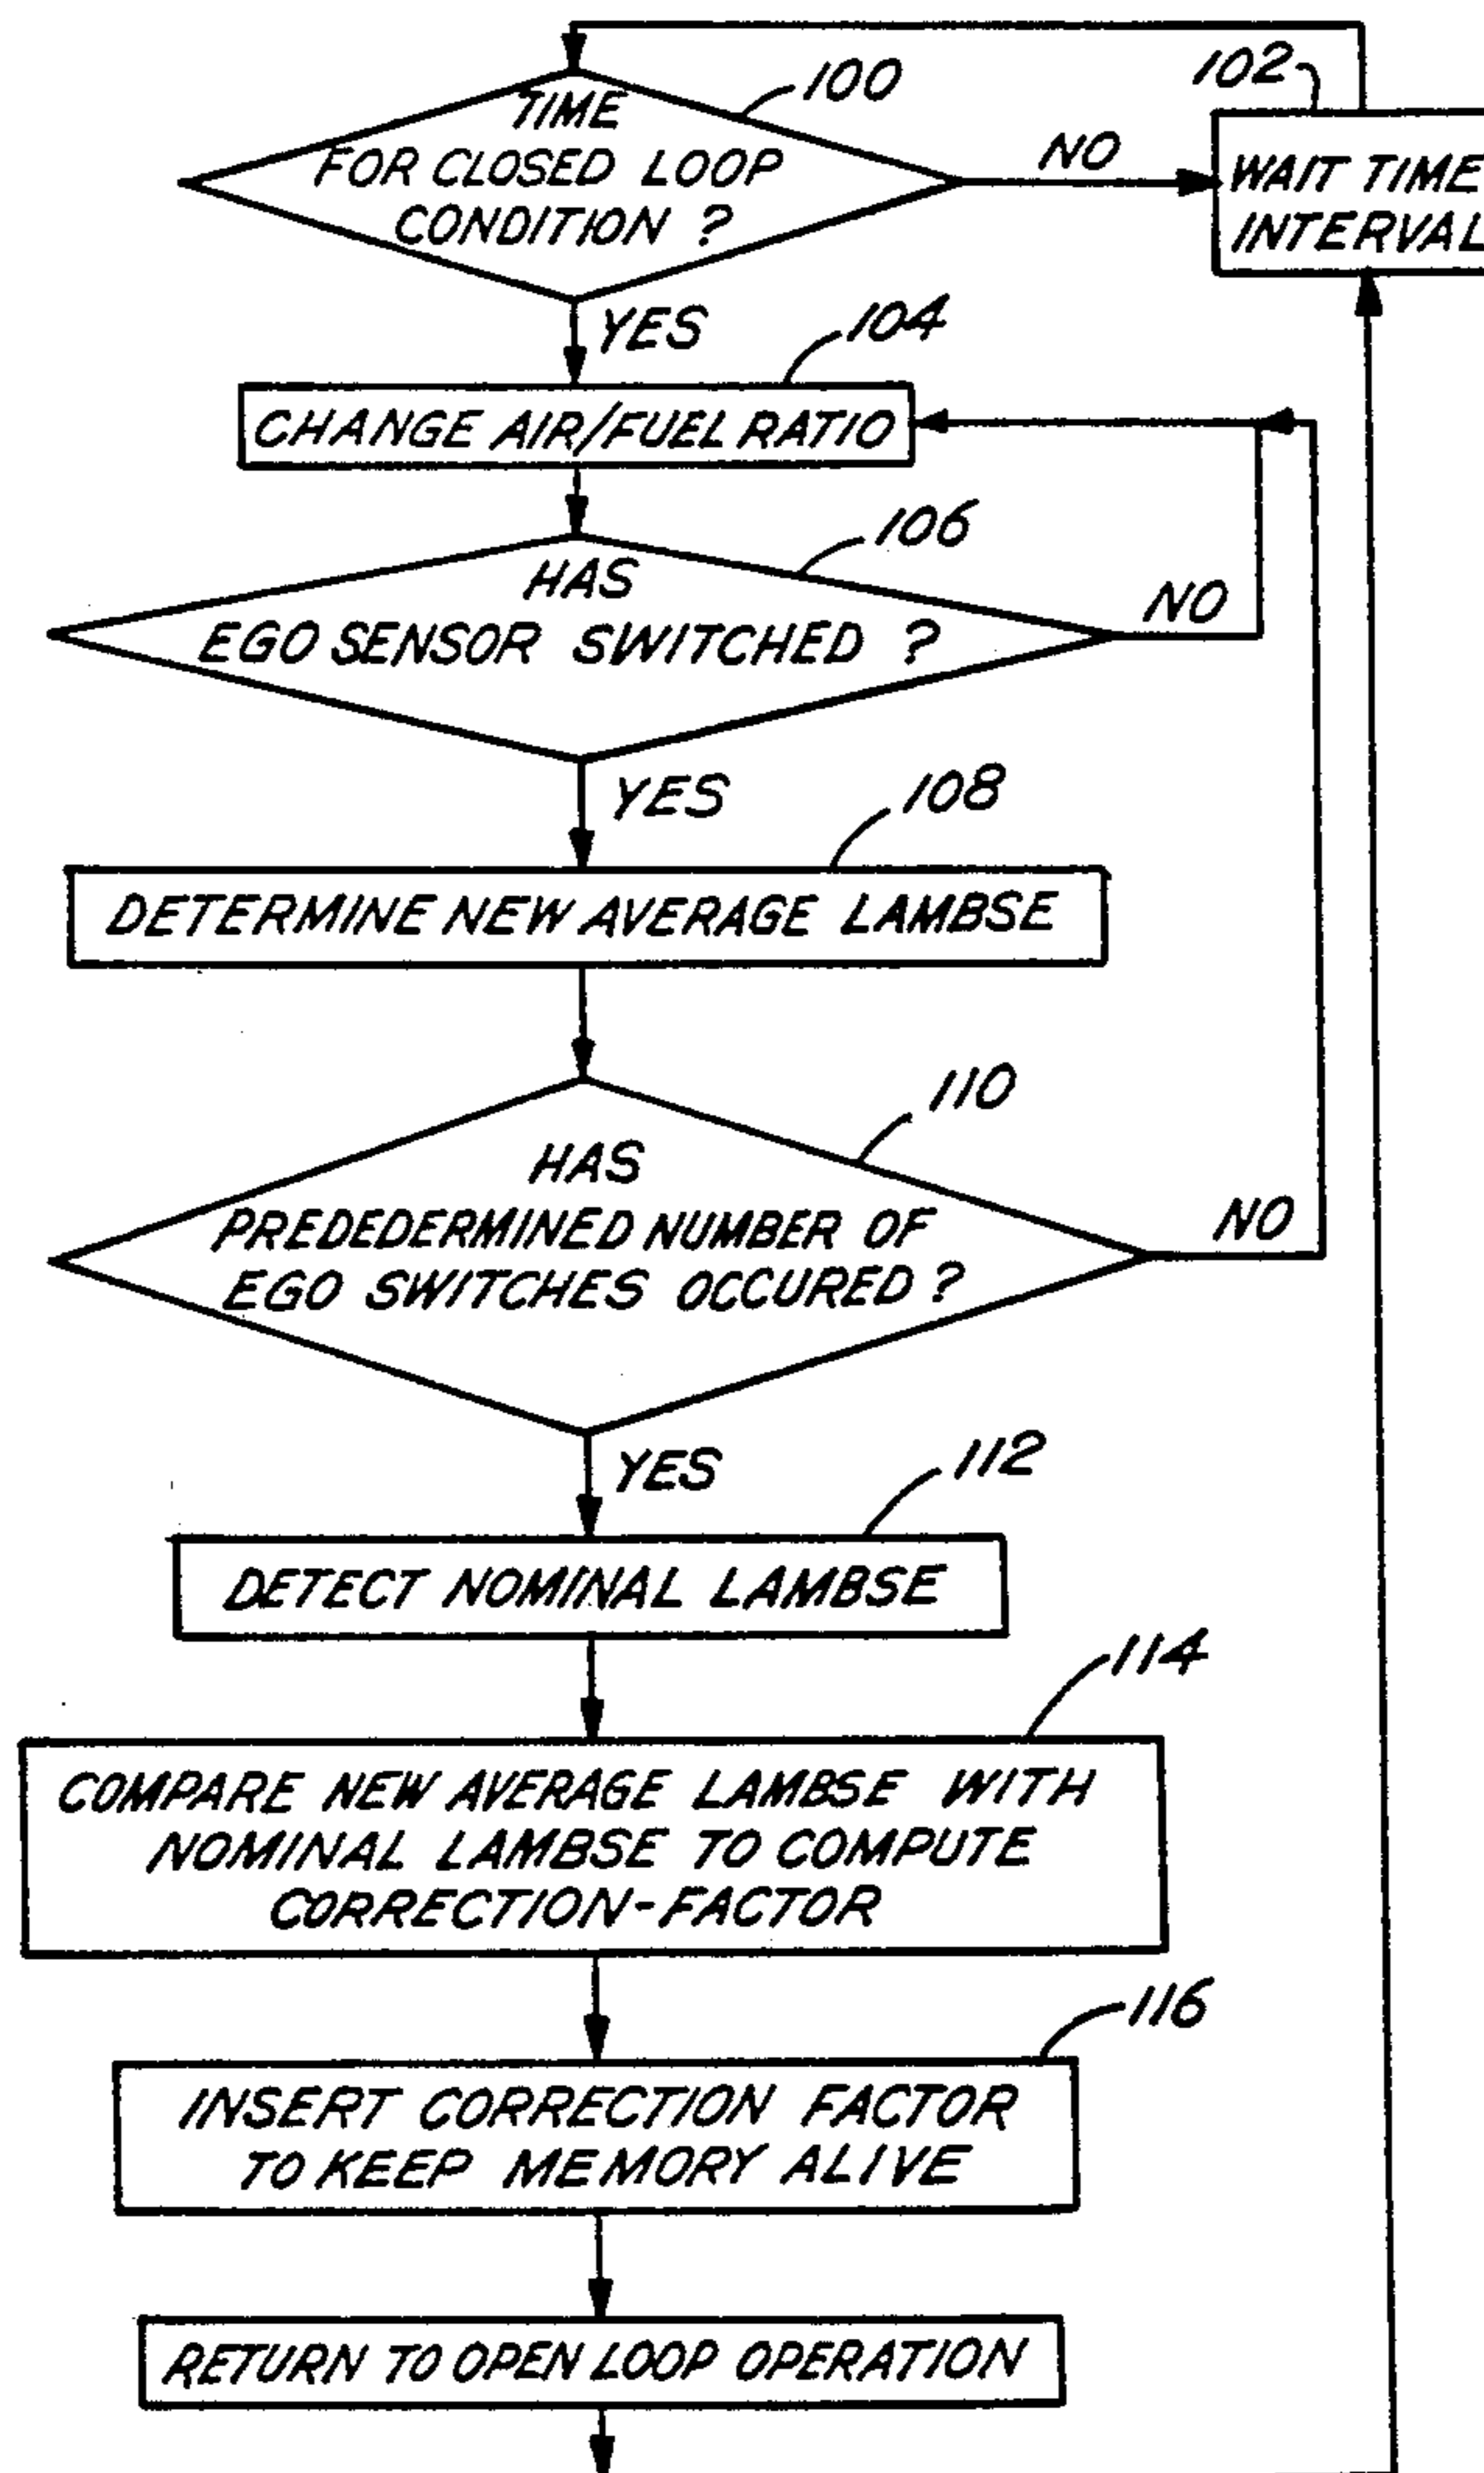 100
TIME
FOR CLOSED LOOP
CONDITION ?
NO
102
WAIT TIME
INTERVAL
YES
104
CHANGE AIR/FUEL RATIO
106
HAS
EGO SENSOR SWITCHED ?
NO
YES
108
DETERMINE NEW AVERAGE LAMBSE
110
HAS
PREDEDERMINED NUMBER OF
EGO SWITCHES OCCURED ?
NO
YES
112
DETECT NOMINAL LAMBSE
114
COMPARE NEW AVERAGE LAMBSE WITH
NOMINAL LAMBSE TO COMPUTE
CORRECTION-FACTOR
116
INSERT CORRECTION FACTOR
TO KEEP MEMORY ALIVE
RETURN TO OPEN LOOP OPERATION